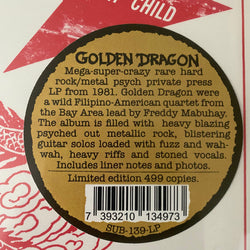 CHILD
GOLDEN DRAGON
Mega-super-crazy rare hard
rock/metal psych private press
LP from 1981. Golden Dragon were
a wild Filipino-American quartet from
the Bay Area lead by Freddy Mabuhay.
The album is filled with heavy blazing
psyched out metallic rock, blistering
guitar solos loaded with fuzz and wah-
wah, heavy riffs and stoned vocals.
Includes liner notes and photos.
Limited edition 499 copies.
7 393210 134973
SUB-139-LP